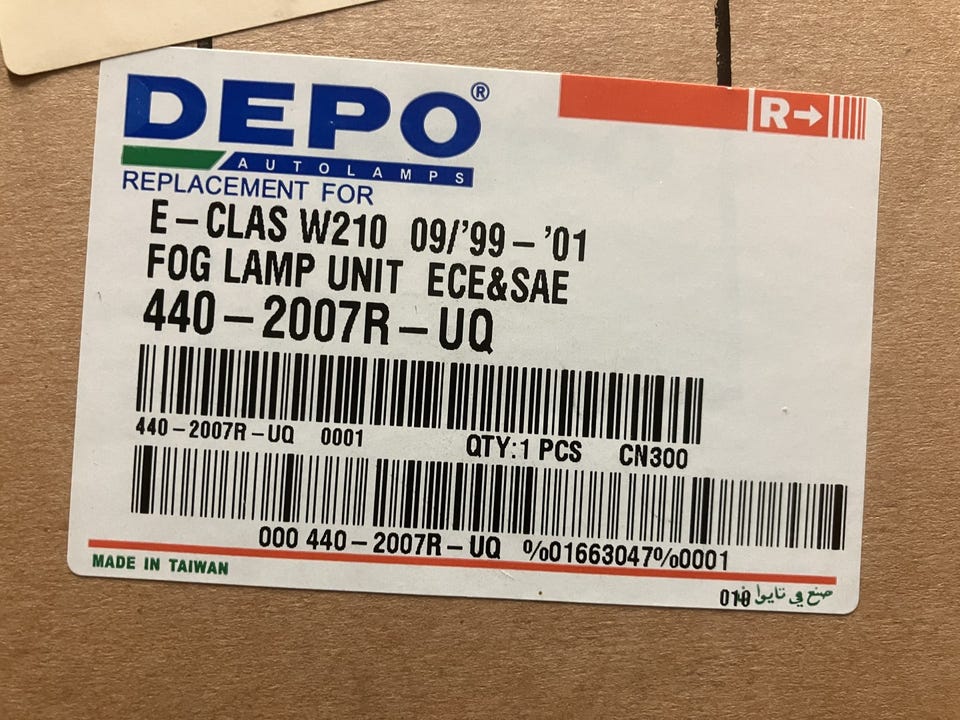 DEPO®
AUTOLAMPS
R→
REPLACEMENT FOR
E-CLAS W210 09/'99-'01
FOG LAMP UNIT ECE&SAE
440-2007R-UQ
440-2007R-UQ 0001 QTY:1 PCS CN300
000 440-2007R-UQ %01663047%0001
MADE IN TAIWAN
صنع في تايوان